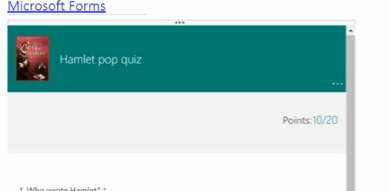 Microsoft Forms
Hamlet pop quiz
Points:10/20
1. Who wrote Hamlet? *